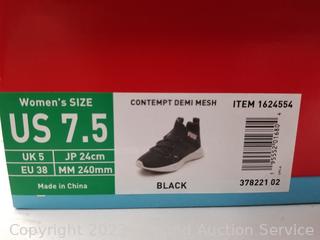 Women's SIZE
US 7.5
UK 5
JP 24cm
EU 38
MM 240mm
Made in China
CONTEMPT DEMI MESH
ITEM 1624554
BLACK
378221 02